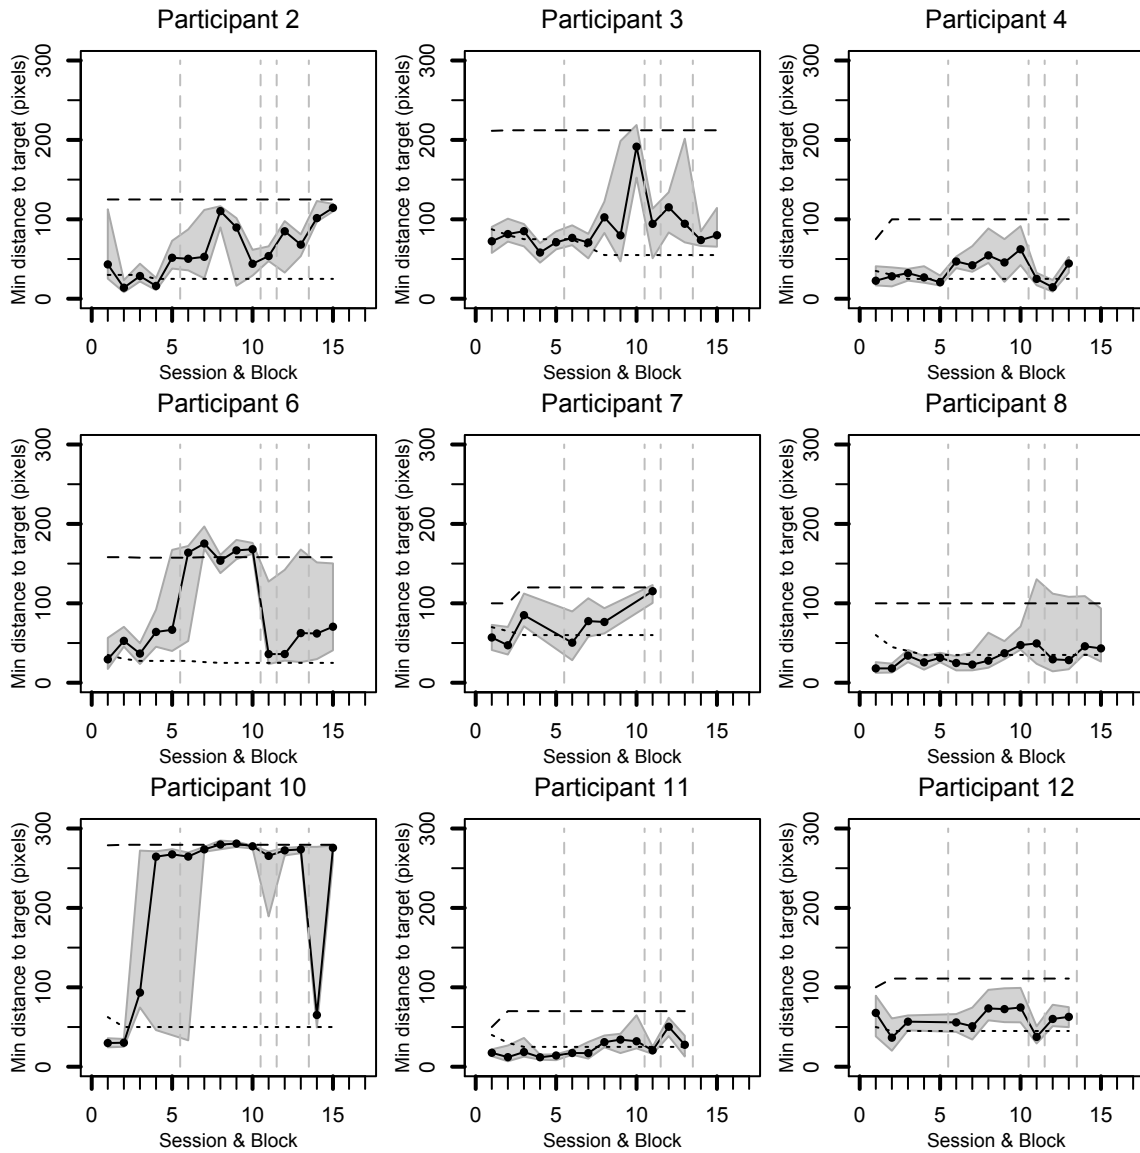 Participant 2
Min distance to target (pixels)
0 100 200 300
0 5 10 15
Session & Block
Participant 3
Min distance to target (pixels)
0 100 200 300
0 5 10 15
Session & Block
Participant 4
Min distance to target (pixels)
0 100 200 300
0 5 10 15
Session & Block
Participant 6
Min distance to target (pixels)
0 100 200 300
0 5 10 15
Session & Block
Participant 7
Min distance to target (pixels)
0 100 200 300
0 5 10 15
Session & Block
Participant 8
Min distance to target (pixels)
0 100 200 300
0 5 10 15
Session & Block
Participant 10
Min distance to target (pixels)
0 100 200 300
0 5 10 15
Session & Block
Participant 11
Min distance to target (pixels)
0 100 200 300
0 5 10 15
Session & Block
Participant 12
Min distance to target (pixels)
0 100 200 300
0 5 10 15
Session & Block